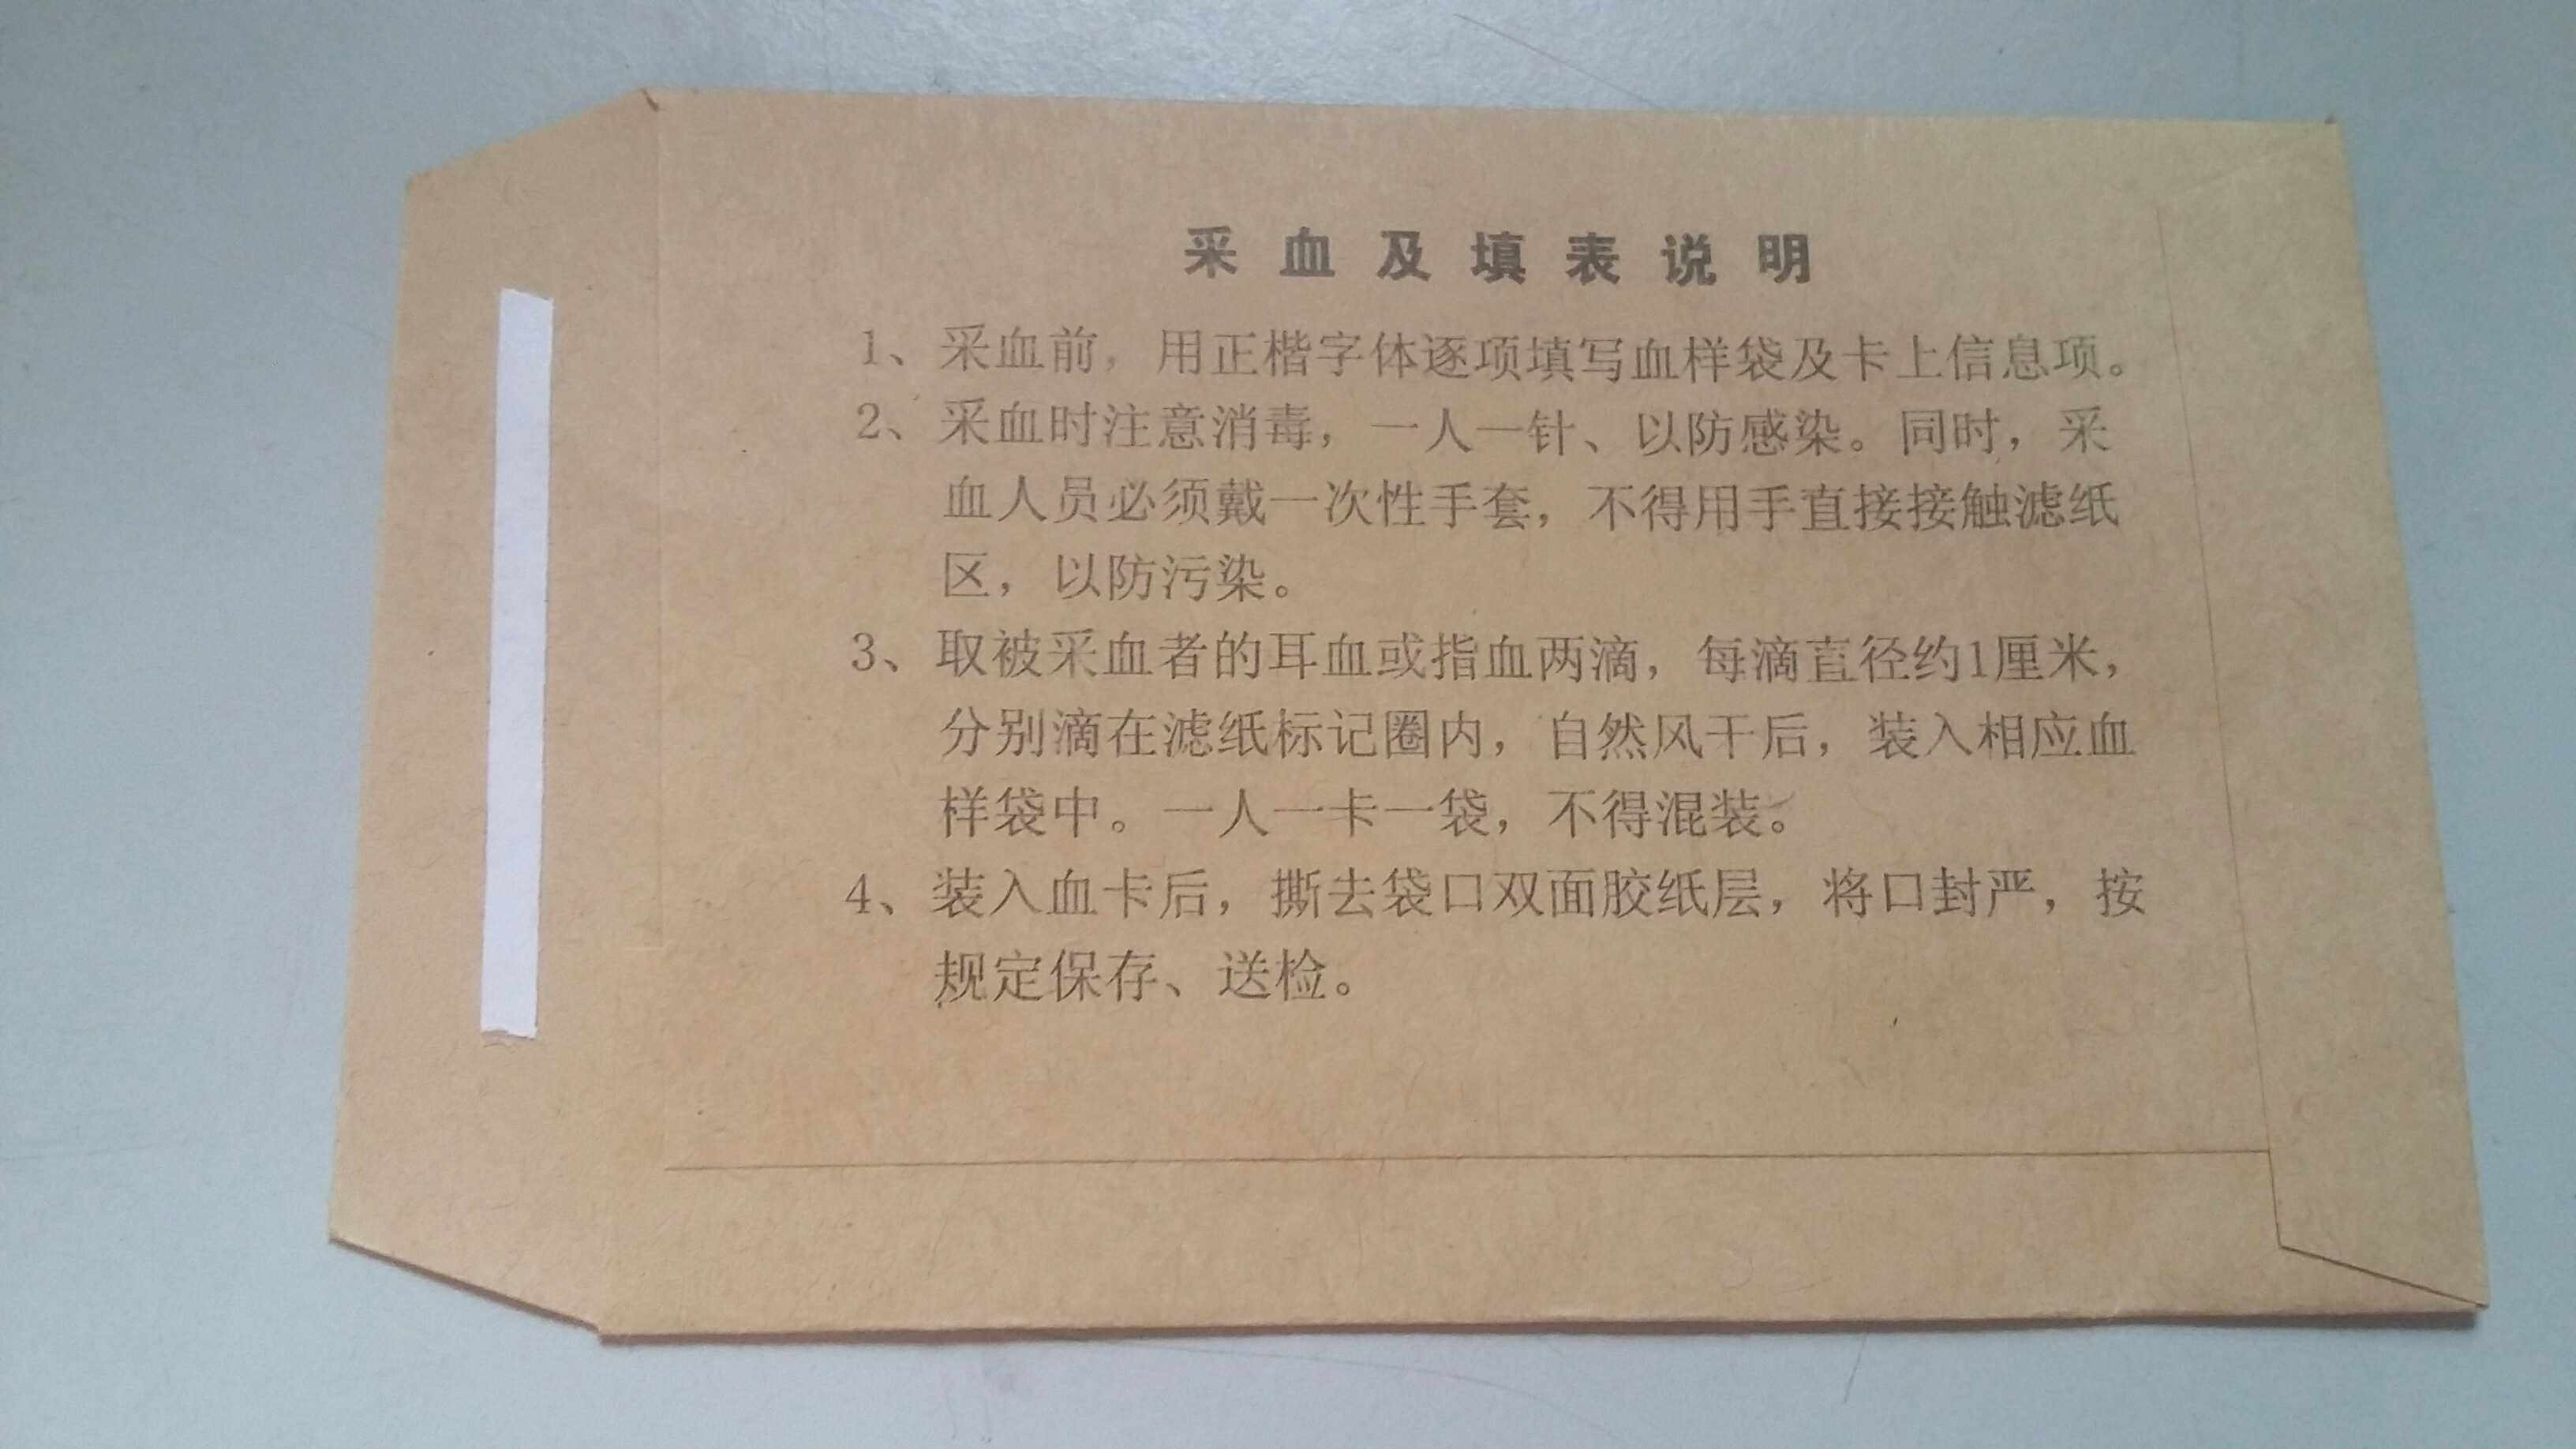 采血及填表说明
1、采血前，用正楷字体逐项填写血样袋及卡上信息项。
2、采血时注意消毒，一人一针、以防感染。同时，采
血人员必须戴一次性手套，不得用手直接接触滤纸
区，以防污染。
3、取被采血者的耳血或指血两滴，每滴直径约1厘米，
分别滴在滤纸标记圈内，自然风干后，装入相应血
样袋中。一人一卡一袋，不得混装。
4、装入血卡后，撕去袋口双面胶纸层，将口封严，按
规定保存、送检。